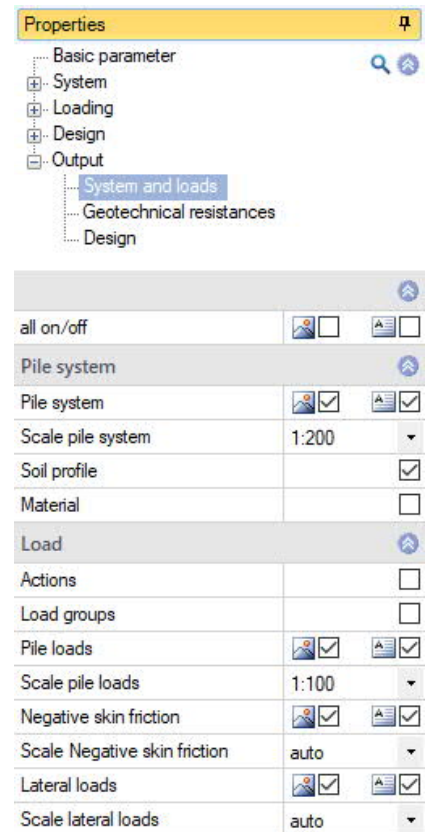 Properties
Basic parameter
System
Loading
Design
Output
System and loads
Geotechnical resistances
Design
all on/off
Pile system
Pile system
Scale pile system 1:200
Soil profile
Material
Load
Actions
Load groups
Pile loads
Scale pile loads 1:100
Negative skin friction
Scale Negative skin friction auto
Lateral loads
Scale lateral loads auto